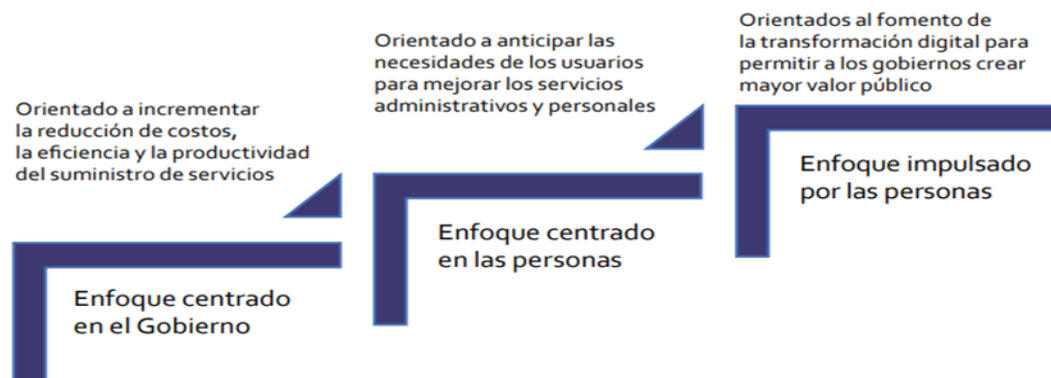 Orientado a incrementar
la reducción de costos,
la eficiencia y la productividad
del suministro de servicios
Enfoque centrado
en el Gobierno
Orientado a anticipar las
necesidades de los usuarios
para mejorar los servicios
administrativos y personales
Enfoque centrado
en las personas
Orientados al fomento de
la transformación digital para
permitir a los gobiernos crear
mayor valor público
Enfoque impulsado
por las personas